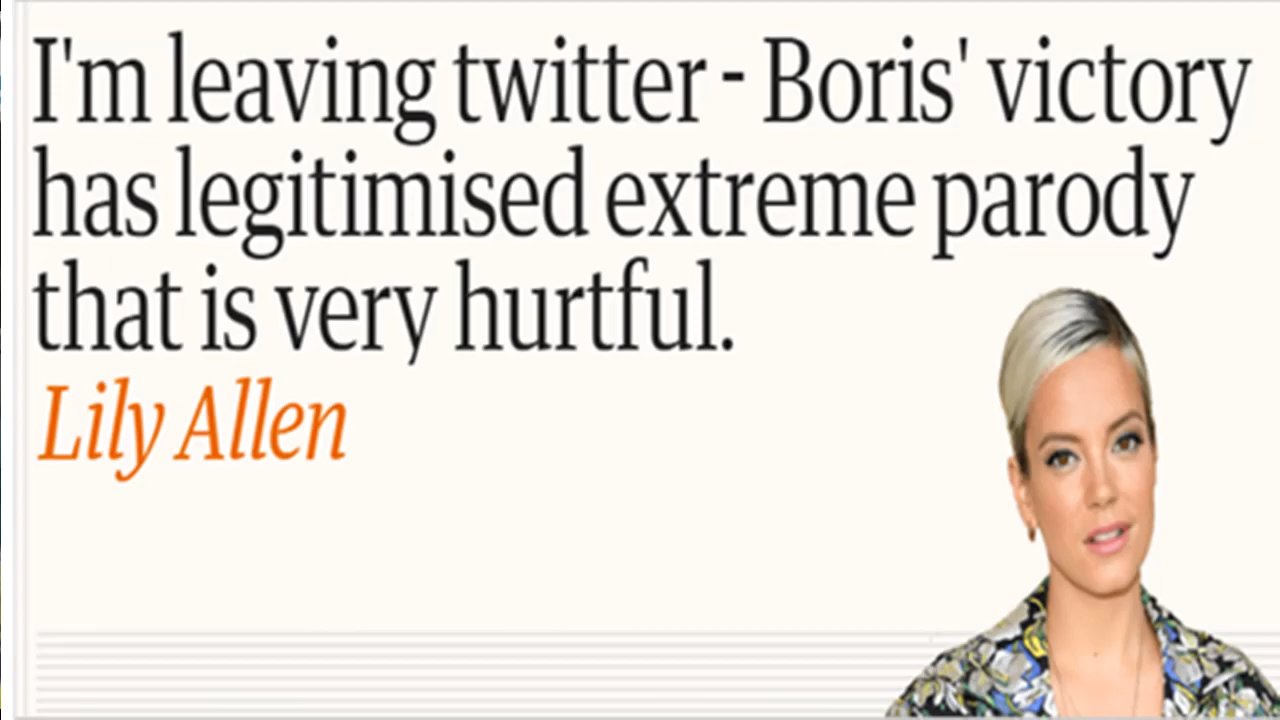 I'm leaving twitter - Boris' victory
has legitimised extreme parody
that is very hurtful.
Lily Allen